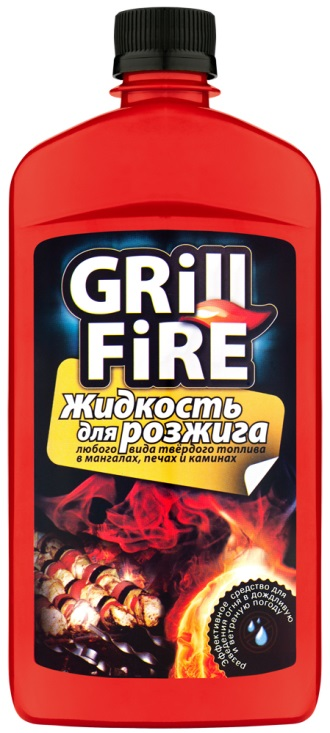 GRill
FiRE
Жидкость
для розжига
любого вида твёрдого топлива
в мангалах, печах и каминах
Эффективное средство для
разведения огня в дождливую
и ветреную погоду